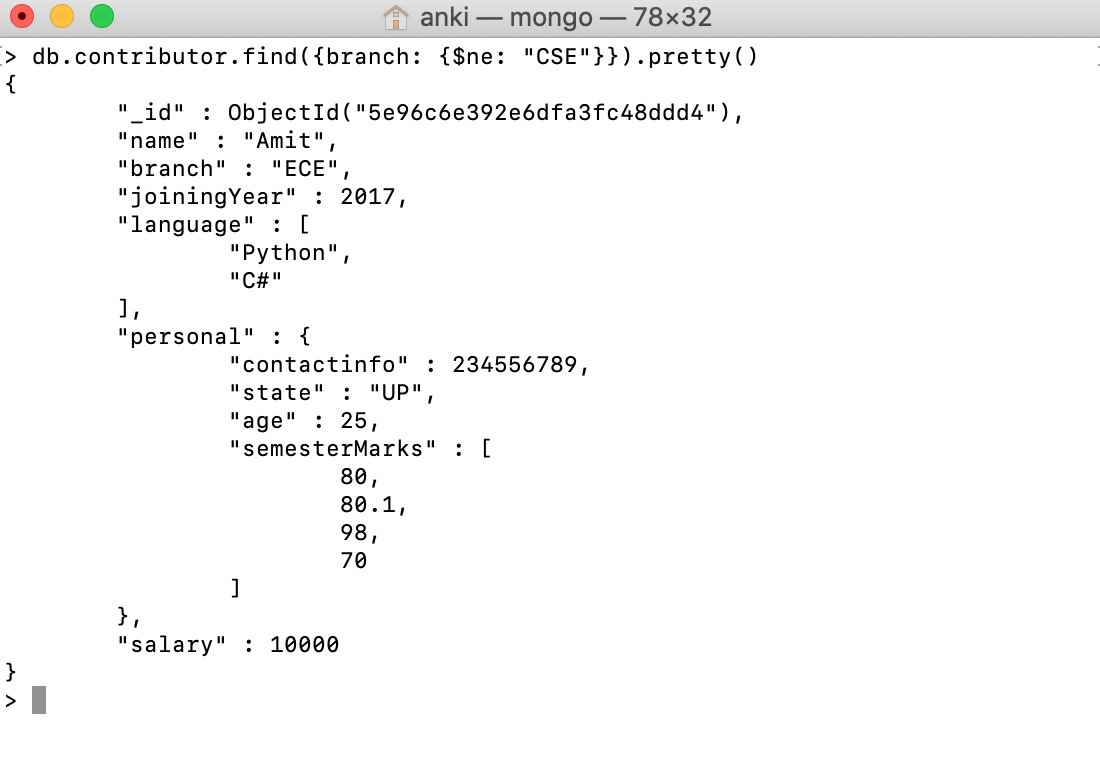 anki — mongo — 78×32
> db.contributor.find({branch: {$ne: "CSE"}}).pretty()
{
        "_id" : ObjectId("5e96c6e392e6dfa3fc48ddd4"),
        "name" : "Amit",
        "branch" : "ECE",
        "joiningYear" : 2017,
        "language" : [
                "Python",
                "C#"
        ],
        "personal" : {
                "contactinfo" : 234556789,
                "state" : "UP",
                "age" : 25,
                "semesterMarks" : [
                        80,
                        80.1,
                        98,
                        70
                ]
        },
        "salary" : 10000
}
>